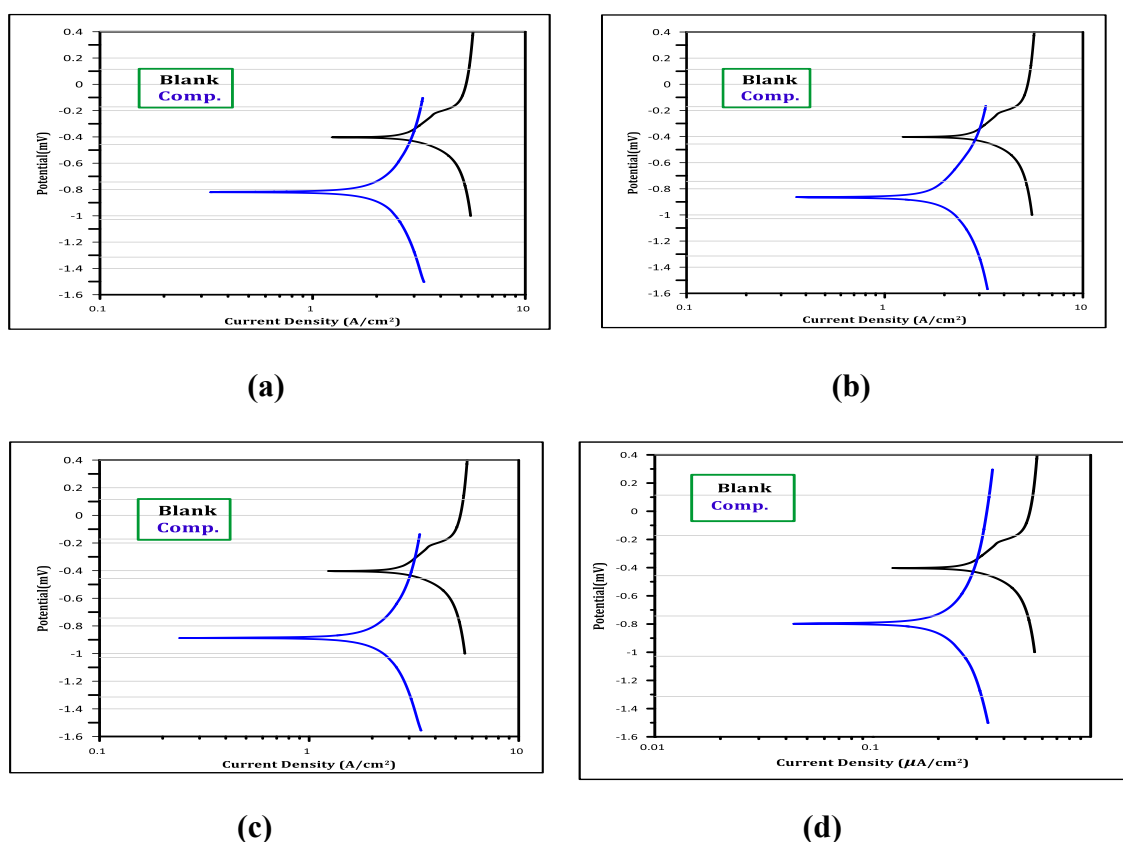 0.4
0.2
0
-0.2
-0.4
-0.6
-0.8
-1
-1.2
-1.4
-1.6
Potential(mV)
Blank
Comp.
0.1 1 10
Current Density (A/cm²)
(a)
0.4
0.2
0
-0.2
-0.4
-0.6
-0.8
-1
-1.2
-1.4
-1.6
Potential(mV)
Blank
Comp.
0.1 1 10
Current Density (A/cm²)
(b)
0.4
0.2
0
-0.2
-0.4
-0.6
-0.8
-1
-1.2
-1.4
-1.6
Potential(mV)
Blank
Comp.
0.1 1 10
Current Density (A/cm²)
(c)
0.4
0.2
0
-0.2
-0.4
-0.6
-0.8
-1
-1.2
-1.4
-1.6
Potential(mV)
Blank
Comp.
0.01 0.1
Current Density (μA/cm²)
(d)